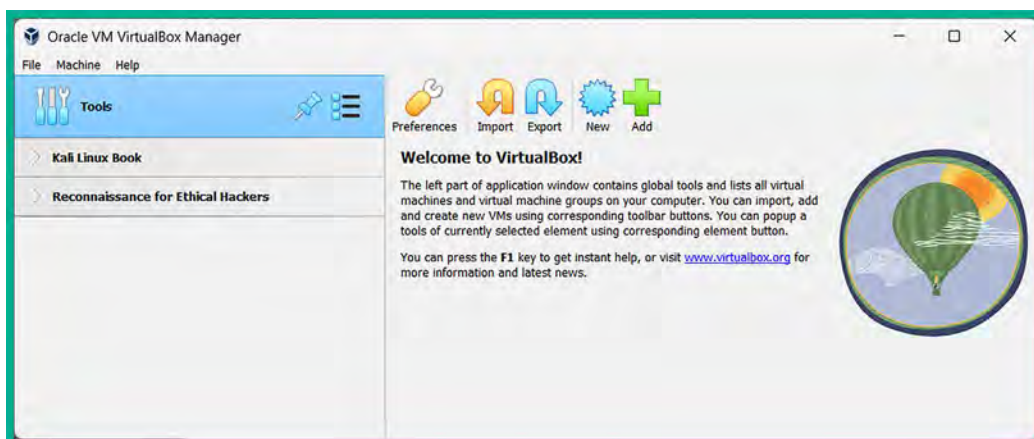 Oracle VM VirtualBox Manager
File Machine Help
Tools
Kali Linux Book
Reconnaissance for Ethical Hackers
Preferences Import Export New Add
Welcome to VirtualBox!
The left part of application window contains global tools and lists all virtual
machines and virtual machine groups on your computer. You can import, add
and create new VMs using corresponding toolbar buttons. You can popup a
tools of currently selected element using corresponding element button.
You can press the F1 key to get instant help, or visit www.virtualbox.org for
more information and latest news.